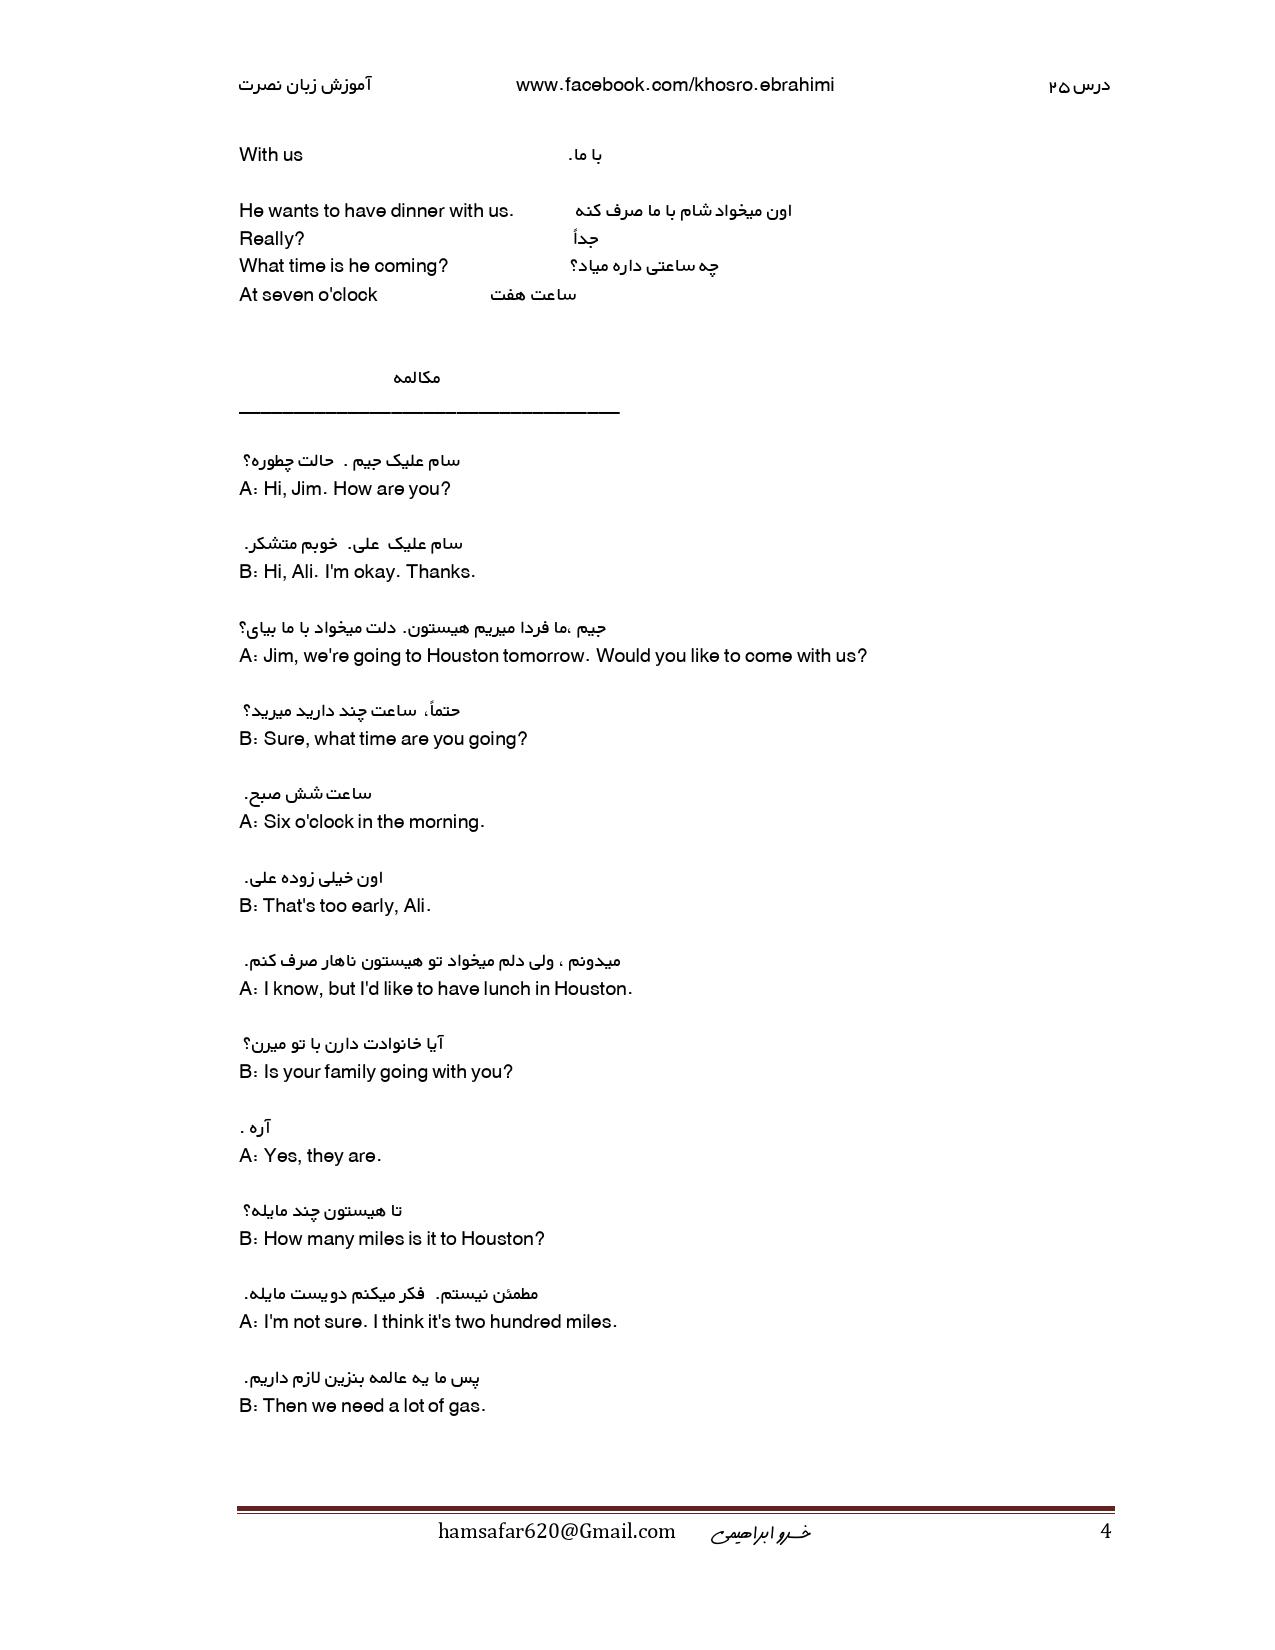 آموزش زبان نصرت www.facebook.com/khosro.ebrahimi درس ۲۵
With us با ما.
He wants to have dinner with us. اون میخواد شام با ما صرف کنه
Really? جداً
What time is he coming? چه ساعتی داره میاد؟
At seven o'clock ساعت هفت
مکالمه
سام علیک جیم . حالت چطوره؟
A: Hi, Jim. How are you?
سام علیک علی. خوبم متشکر.
B: Hi, Ali. I'm okay. Thanks.
جیم ،ما فردا میریم هیستون. دلت میخواد با ما بیای؟
A: Jim, we're going to Houston tomorrow. Would you like to come with us?
حتماً، ساعت چند دارید میرید؟
B: Sure, what time are you going?
ساعت شش صبح.
A: Six o'clock in the morning.
اون خیلی زوده علی.
B: That's too early, Ali.
میدونم ، ولی دلم میخواد تو هیستون ناهار صرف کنم.
A: I know, but I'd like to have lunch in Houston.
آیا خانوادت دارن با تو میرن؟
B: Is your family going with you?
آره .
A: Yes, they are.
تا هیستون چند مایله؟
B: How many miles is it to Houston?
مطمئن نیستم. فکر میکنم دویست مایله.
A: I'm not sure. I think it's two hundred miles.
پس ما یه عالمه بنزین لازم داریم.
B: Then we need a lot of gas.
hamsafar620@Gmail.com خسرو ابراهیمی 4